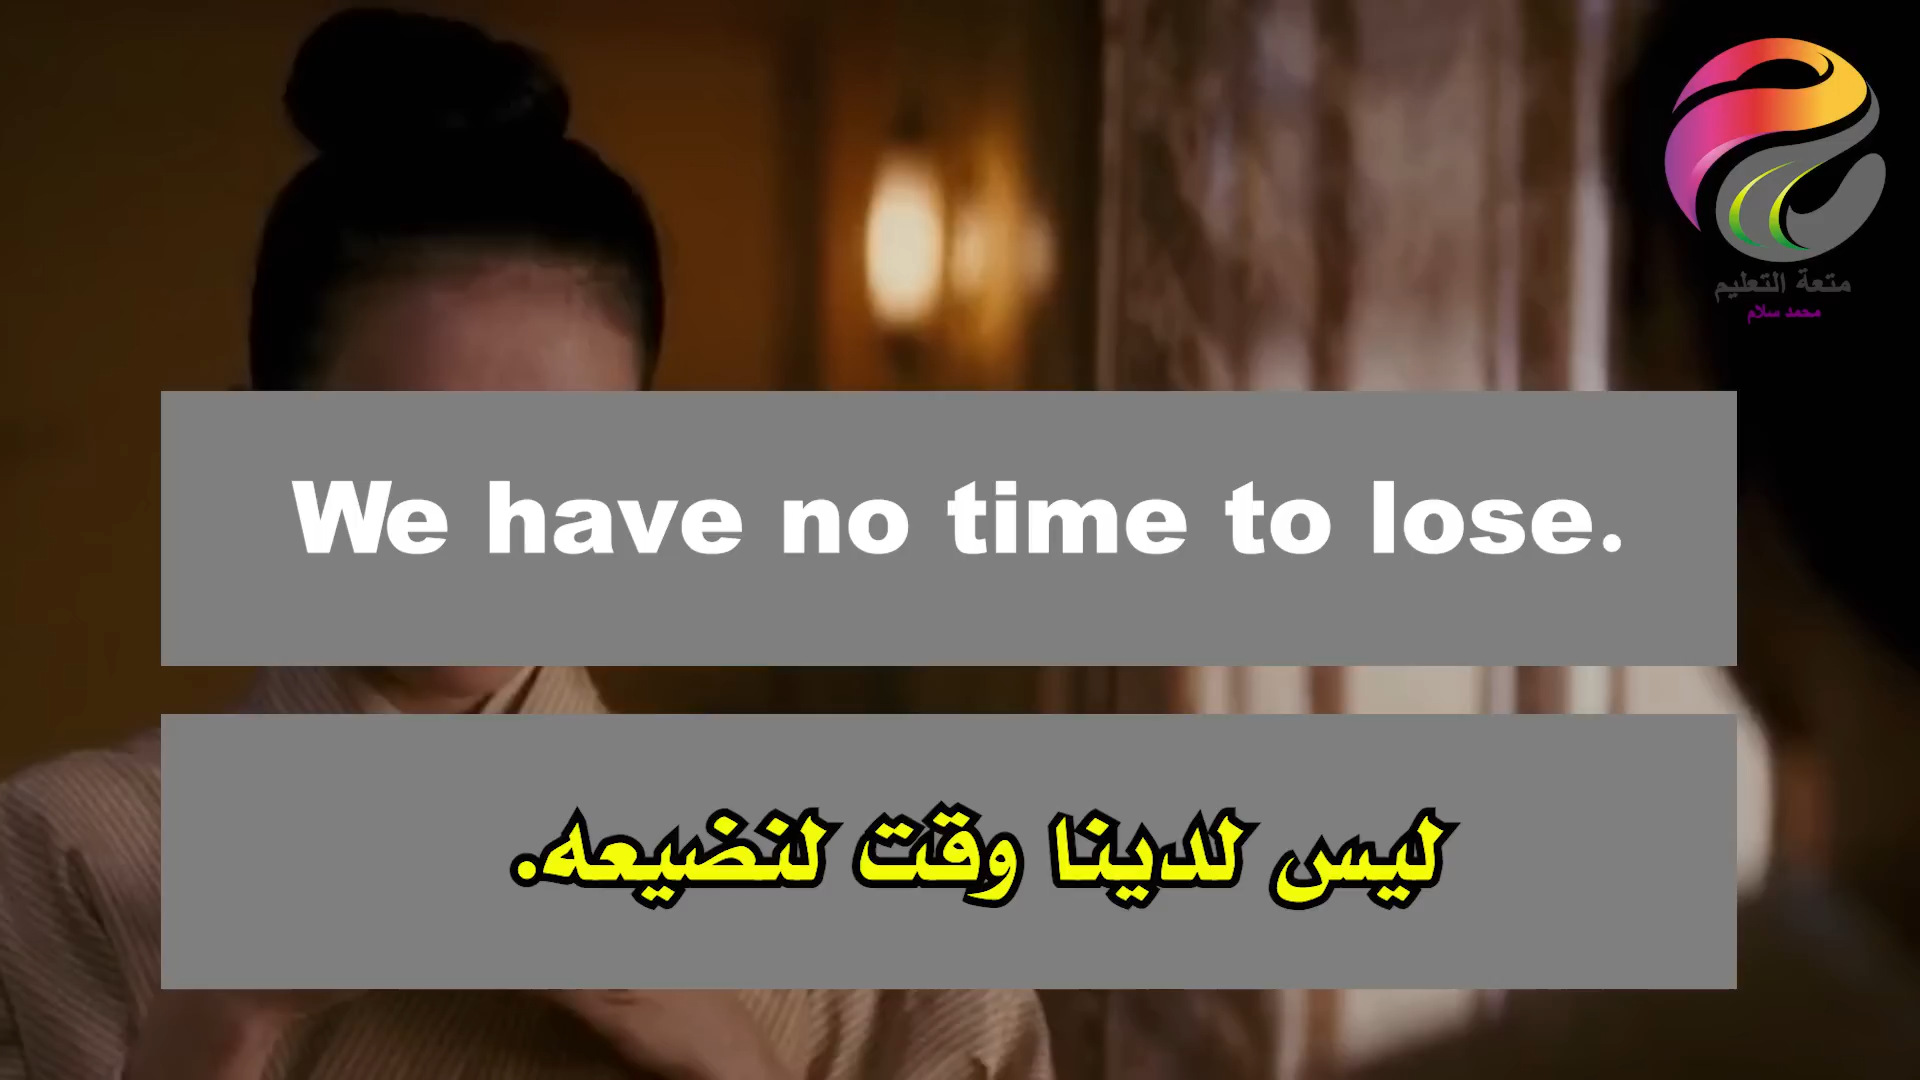 متعة التعليم
محمد سلام
We have no time to lose.
ليس لدينا وقت لنضيعه.